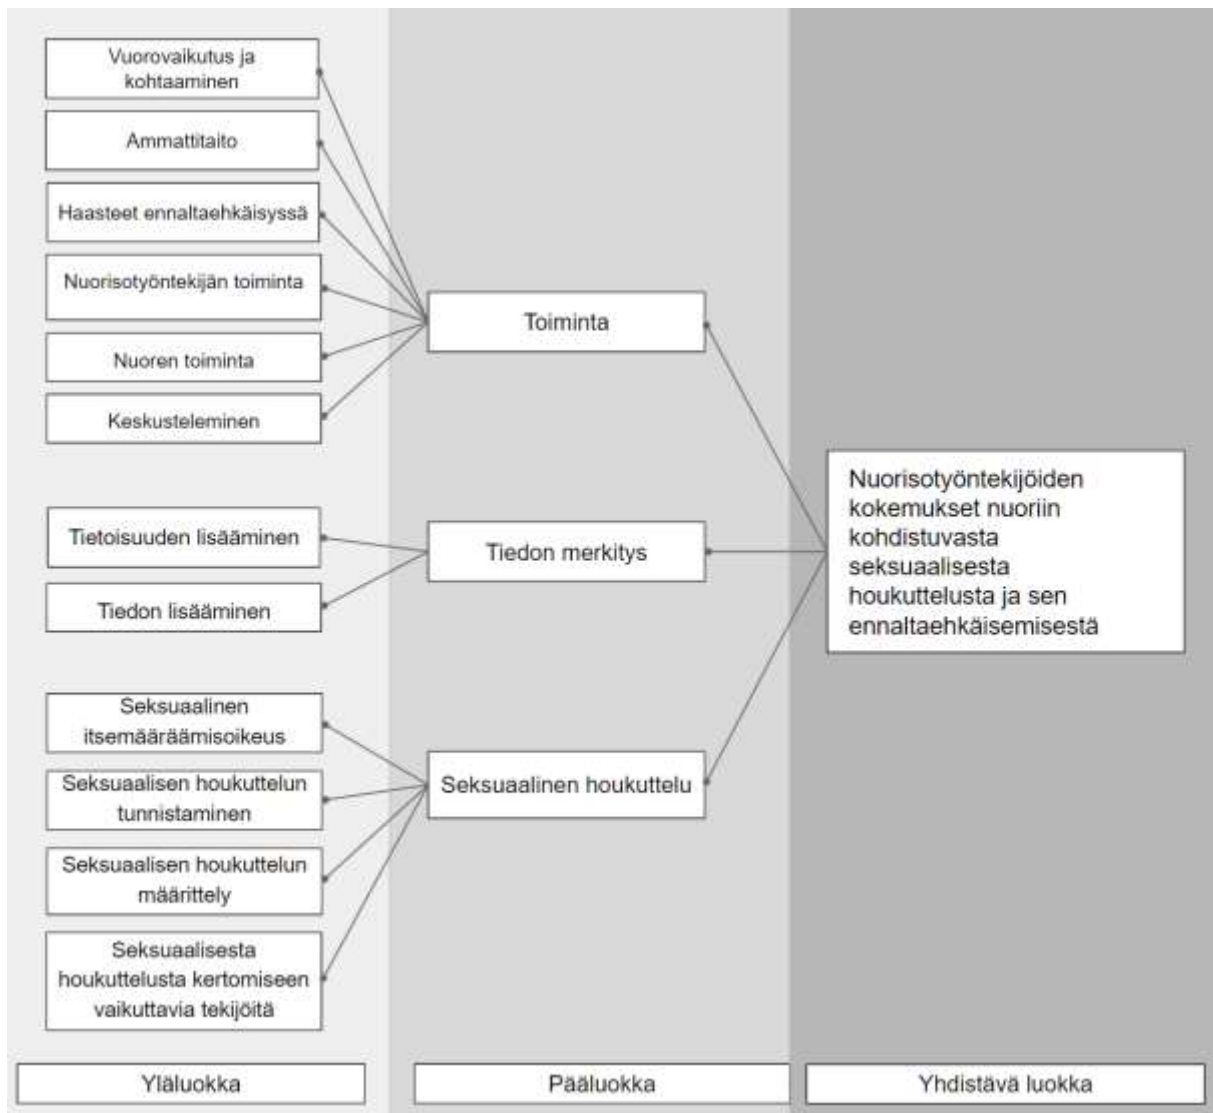 Vuorovaikutus ja
kohtaaminen
Ammattitaito
Haasteet ennaltaehkäisyssä
Nuorisotyöntekijän toiminta
Nuoren toiminta
Keskusteleminen
Toiminta
Tietoisuuden lisääminen
Tiedon lisääminen
Tiedon merkitys
Seksuaalinen
itsemääräämisoikeus
Seksuaalisen houkuttelun
tunnistaminen
Seksuaalisen houkuttelun
määrittely
Seksuaalisesta
houkuttelusta kertomiseen
vaikuttavia tekijöitä
Seksuaalinen houkuttelu
Nuorisotyöntekijöiden
kokemukset nuoriin
kohdistuvasta
seksuaalisesta
houkuttelusta ja sen
ennaltaehkäisemisestä
Yläluokka
Pääluokka
Yhdistävä luokka